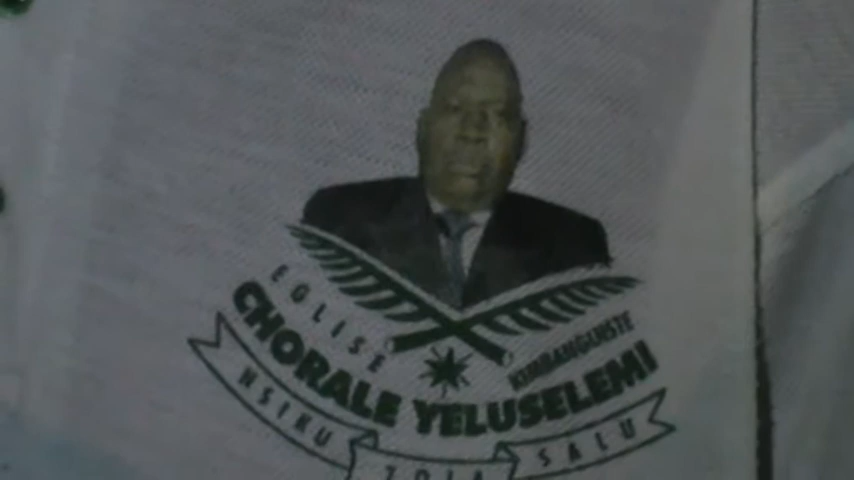 EGLISE KIMBANGUISTE
CHORALE YELUSELEMI
NSIKU ZOLA SALU